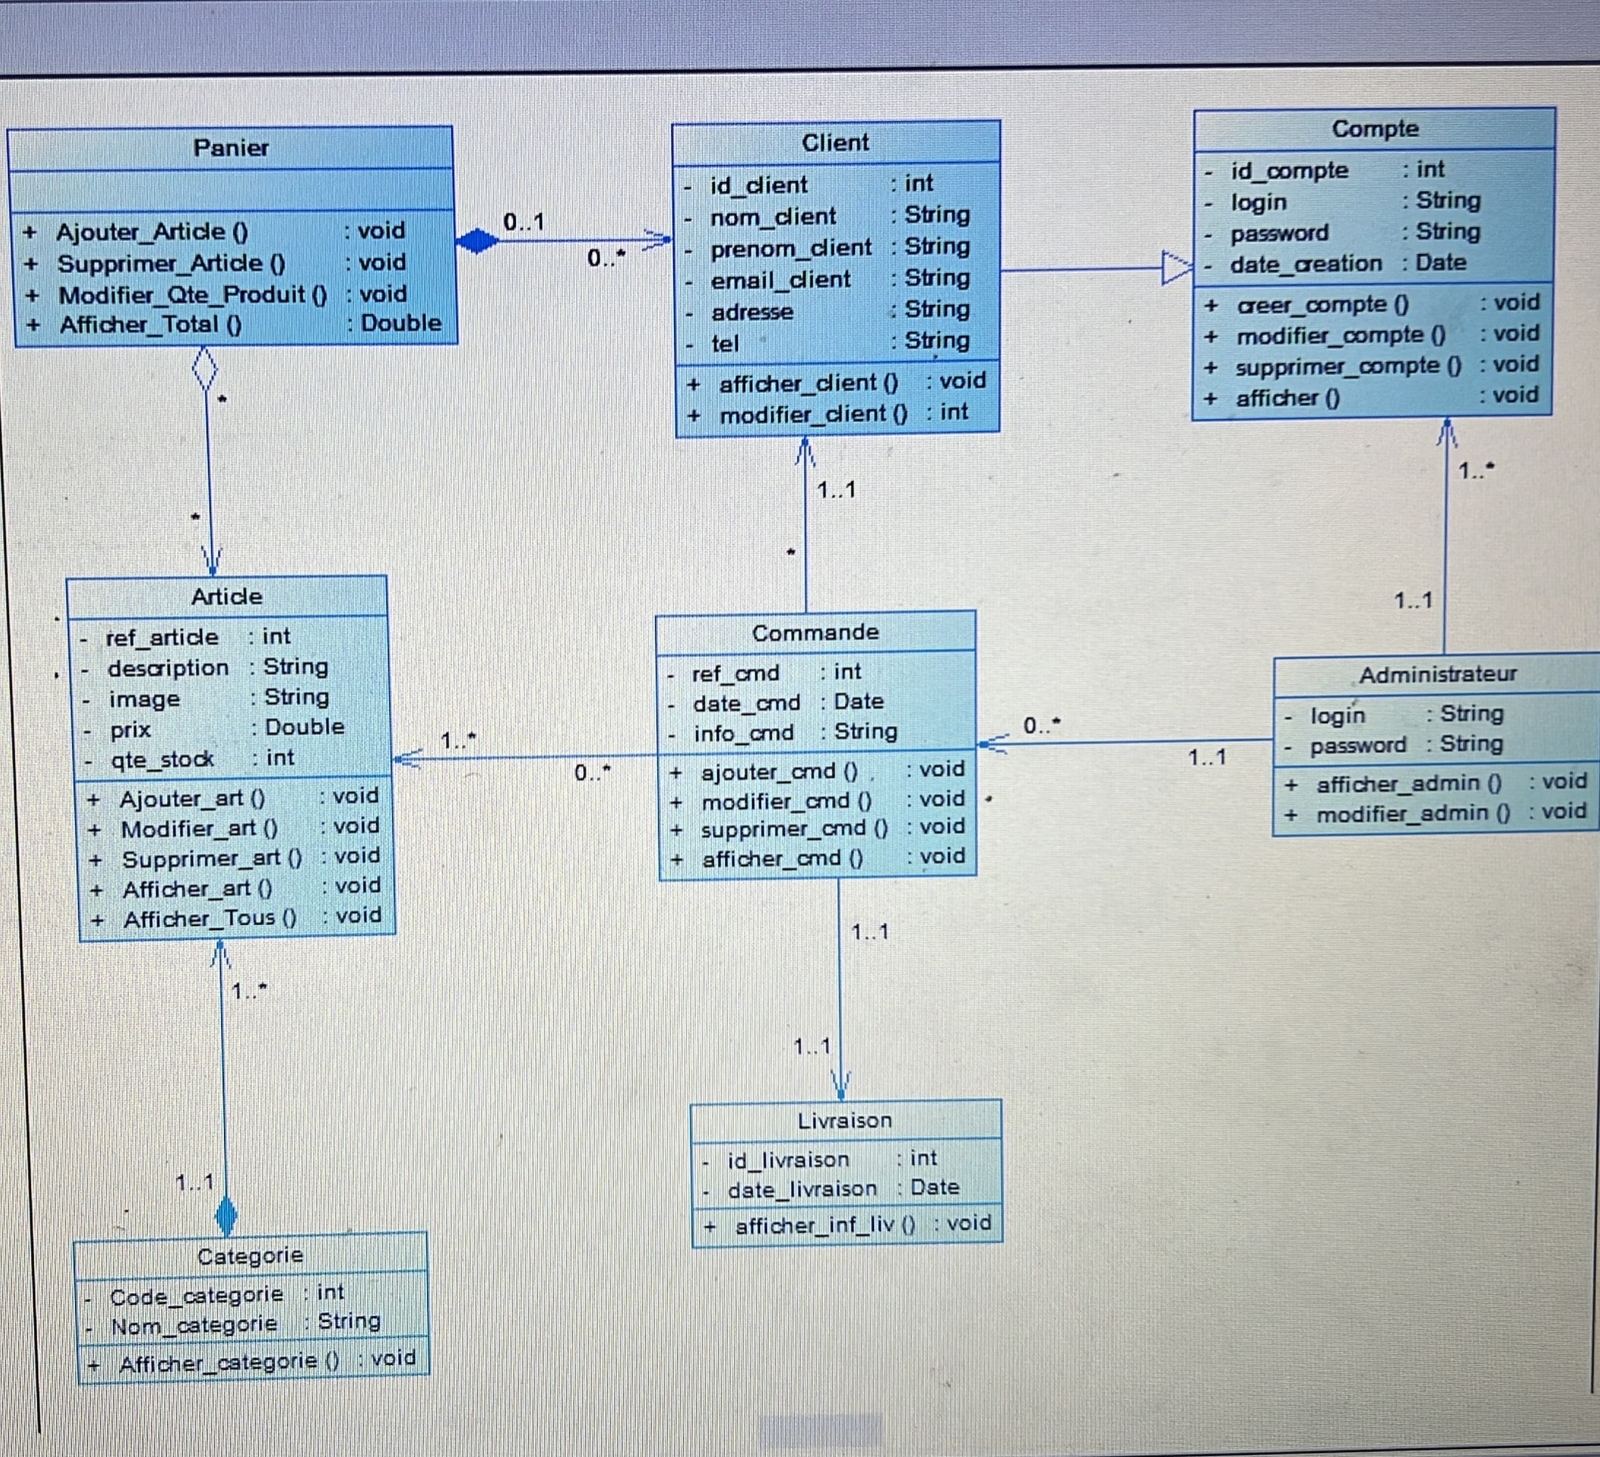 Panier
+ Ajouter_Article () : void
+ Supprimer_Article () : void
+ Modifier_Qte_Produit () : void
+ Afficher_Total () : Double
0..1
0..*
Client
- id_client : int
- nom_client : String
- prenom_client : String
- email_client : String
- adresse : String
- tel : String
+ afficher_client () : void
+ modifier_client () : int
Compte
- id_compte : int
- login : String
- password : String
- date_creation : Date
+ creer_compte () : void
+ modifier_compte () : void
+ supprimer_compte () : void
+ afficher () : void
*
*
1..1
*
1..*
1..1
Article
- ref_article : int
- description : String
- image : String
- prix : Double
- qte_stock : int
+ Ajouter_art () : void
+ Modifier_art () : void
+ Supprimer_art () : void
+ Afficher_art () : void
+ Afficher_Tous () : void
1..*
0..*
Commande
- ref_cmd : int
- date_cmd : Date
- info_cmd : String
+ ajouter_cmd () : void
+ modifier_cmd () : void
+ supprimer_cmd () : void
+ afficher_cmd () : void
0..*
1..1
Administrateur
- login : String
- password : String
+ afficher_admin () : void
+ modifier_admin () : void
1..*
1..1
1..1
1..1
Livraison
- id_livraison : int
- date_livraison : Date
+ afficher_inf_liv () : void
Categorie
- Code_categorie : int
- Nom_categorie : String
+ Afficher_categorie () : void